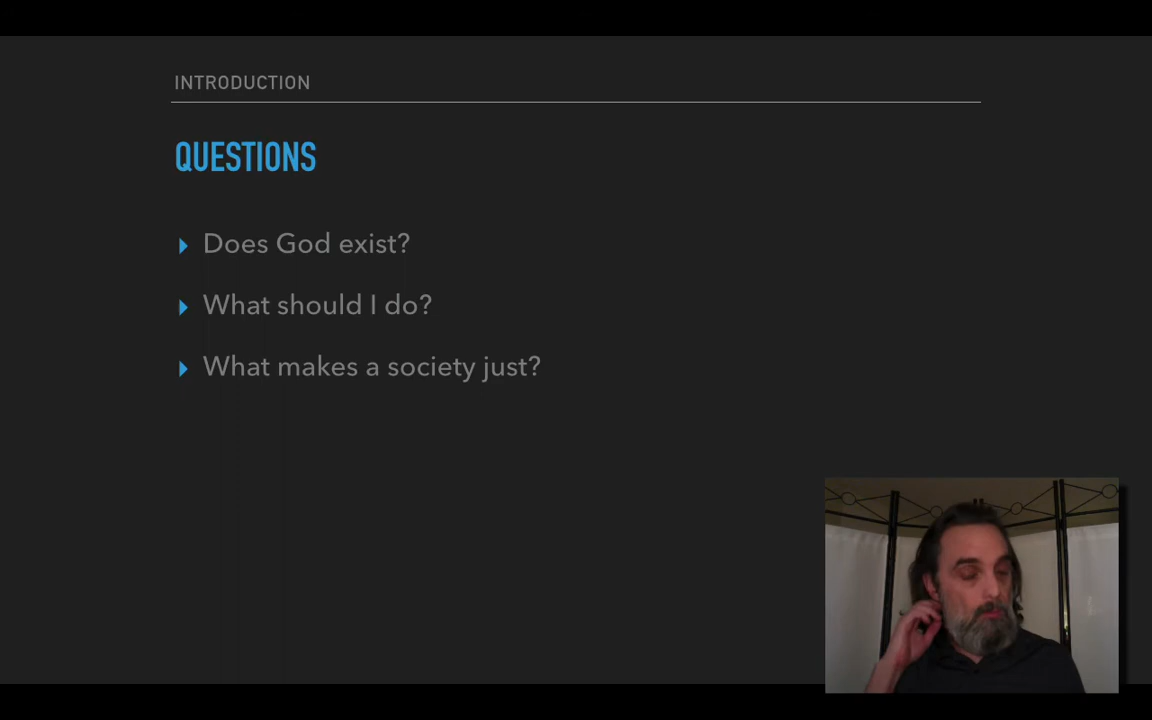 INTRODUCTION
QUESTIONS
Does God exist?
What should I do?
What makes a society just?